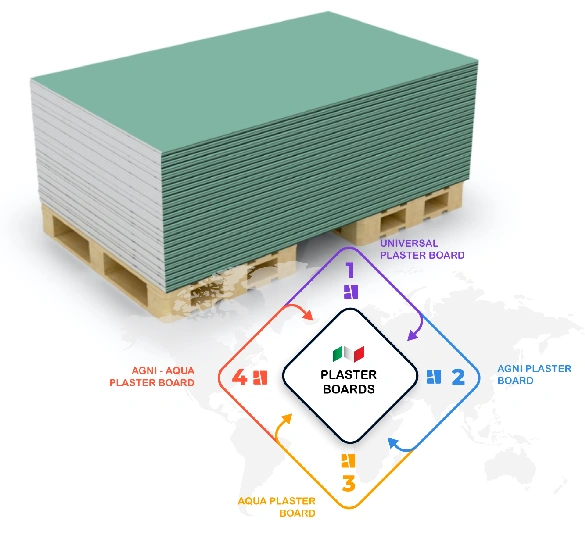 UNIVERSAL
PLASTER BOARD
1
AGNI - AQUA
PLASTER BOARD
4
PLASTER
BOARDS
2
AGNI PLASTER
BOARD
3
AQUA PLASTER
BOARD